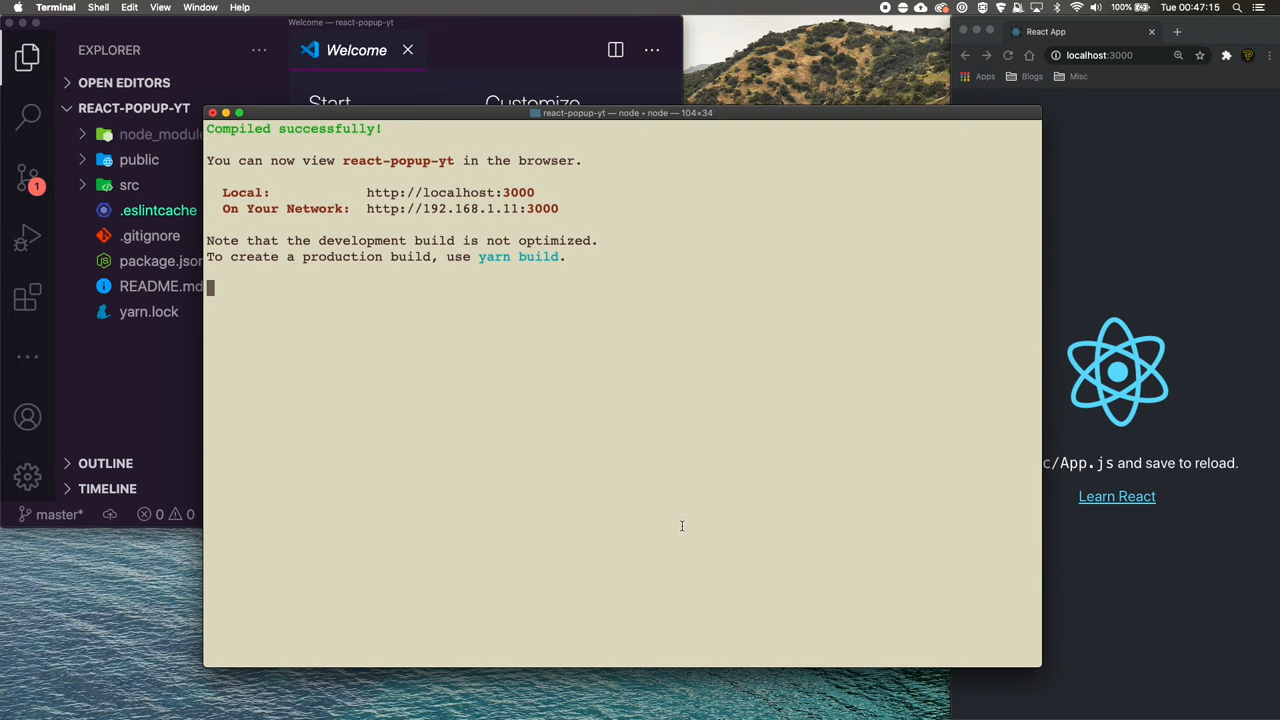 Terminal Shell Edit View Window Help
100% Tue 00:47:15
Welcome — react-popup-yt
EXPLORER
Welcome
OPEN EDITORS
REACT-POPUP-YT
public
src
.eslintcache
.gitignore
README.md
yarn.lock
OUTLINE
TIMELINE
master*
0 0
1
Start
Customize
react-popup-yt — node • node — 104×34
Compiled successfully!
You can now view react-popup-yt in the browser.
Local: http://localhost:3000
On Your Network: http://192.168.1.11:3000
Note that the development build is not optimized.
To create a production build, use yarn build.
React App
localhost:3000
Apps Blogs Misc
c/App.js and save to reload.
Learn React